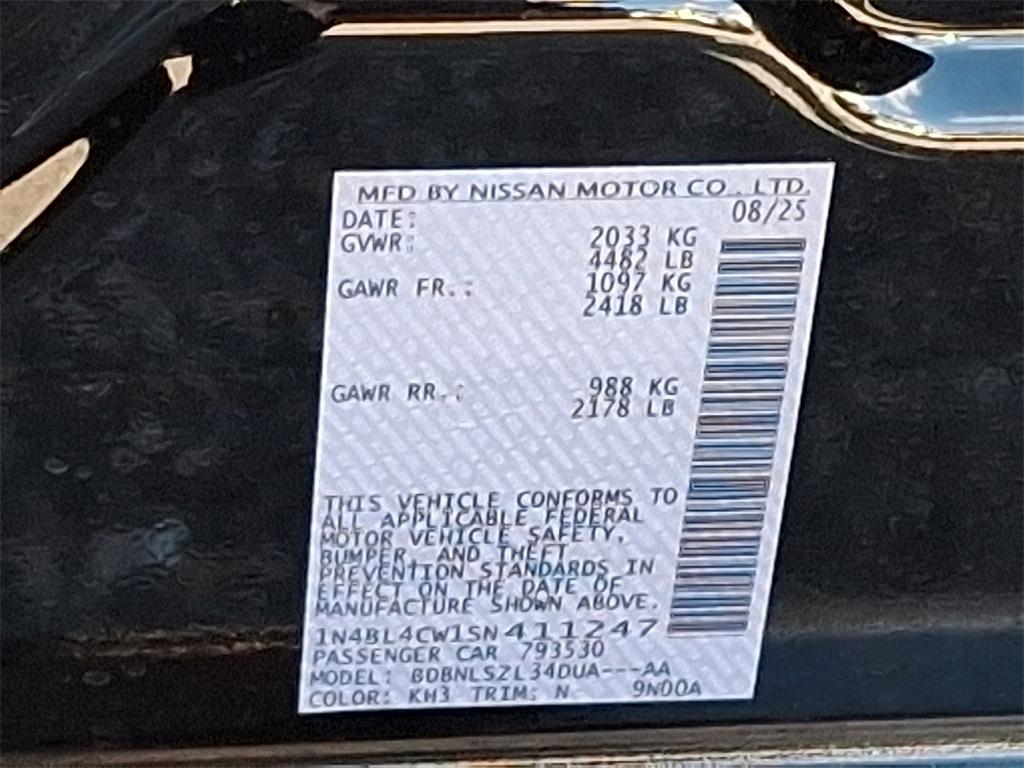 MFD BY NISSAN MOTOR CO., LTD.
DATE: 08/25
GVWR: 2033 KG
4482 LB
GAWR FR.: 1097 KG
2418 LB
GAWR RR.: 988 KG
2178 LB
THIS VEHICLE CONFORMS TO
ALL APPLICABLE FEDERAL
MOTOR VEHICLE SAFETY,
BUMPER, AND THEFT
PREVENTION STANDARDS IN
EFFECT ON THE DATE OF
MANUFACTURE SHOWN ABOVE.
1N4BL4CW1SN411247
PASSENGER CAR 793530
MODEL: BDBNLSZL34DUA---AA
COLOR: KH3 TRIM: N 9N00A